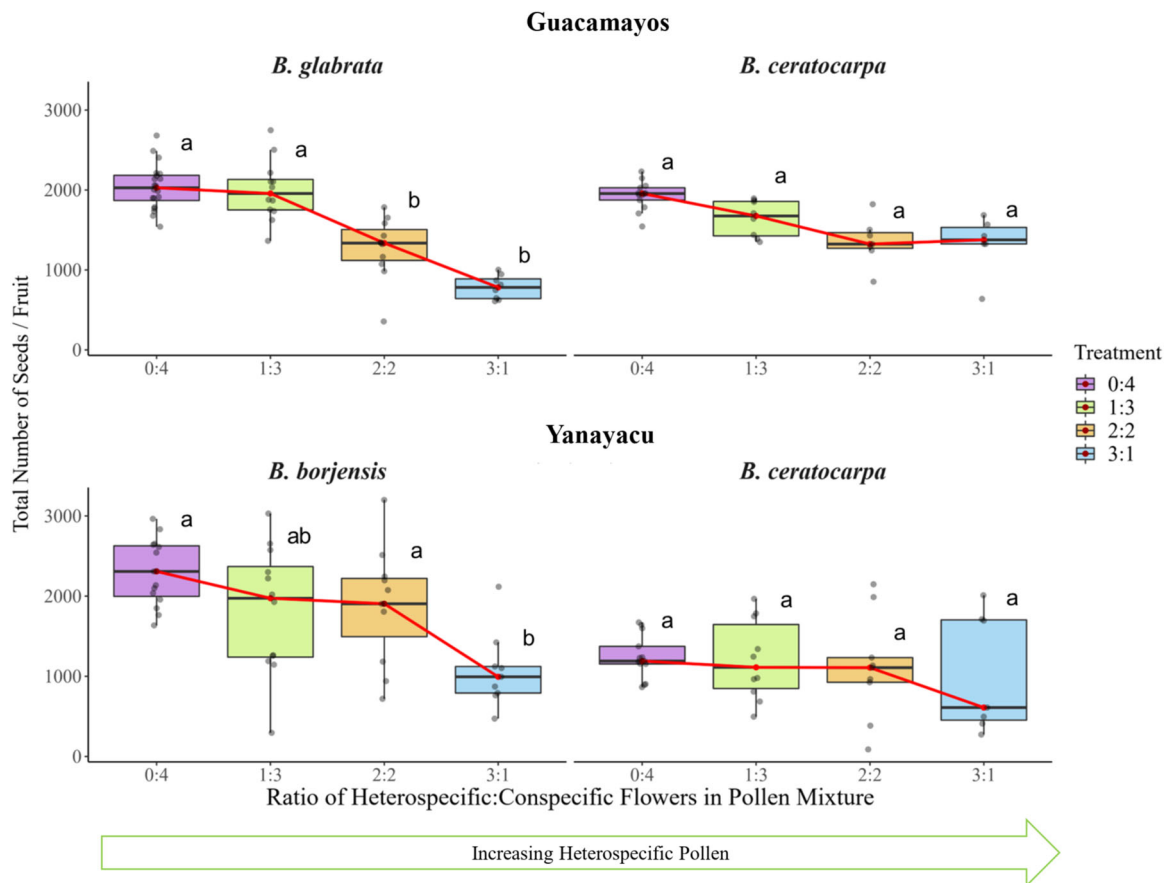 Guacamayos
B. glabrata
B. ceratocarpa
Total Number of Seeds / Fruit
3000
2000
1000
0
a
a
b
b
a
a
a
a
0:4
1:3
2:2
3:1
0:4
1:3
2:2
3:1
Treatment
0:4
1:3
2:2
3:1
Yanayacu
B. borjensis
B. ceratocarpa
3000
2000
1000
0
a
ab
a
b
a
a
a
a
0:4
1:3
2:2
3:1
0:4
1:3
2:2
3:1
Ratio of Heterospecific:Conspecific Flowers in Pollen Mixture
Increasing Heterospecific Pollen